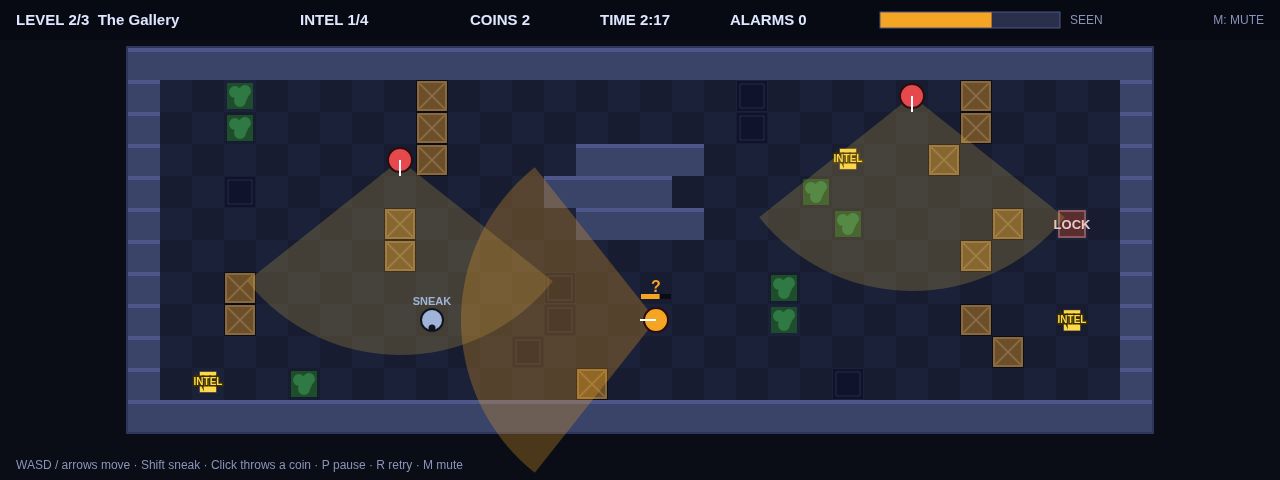 LEVEL 2/3  The Gallery
INTEL 1/4
COINS 2
TIME 2:17
ALARMS 0
SEEN
M: MUTE
INTEL
LOCK
?
SNEAK
INTEL
INTEL
WASD / arrows move · Shift sneak · Click throws a coin · P pause · R retry · M mute